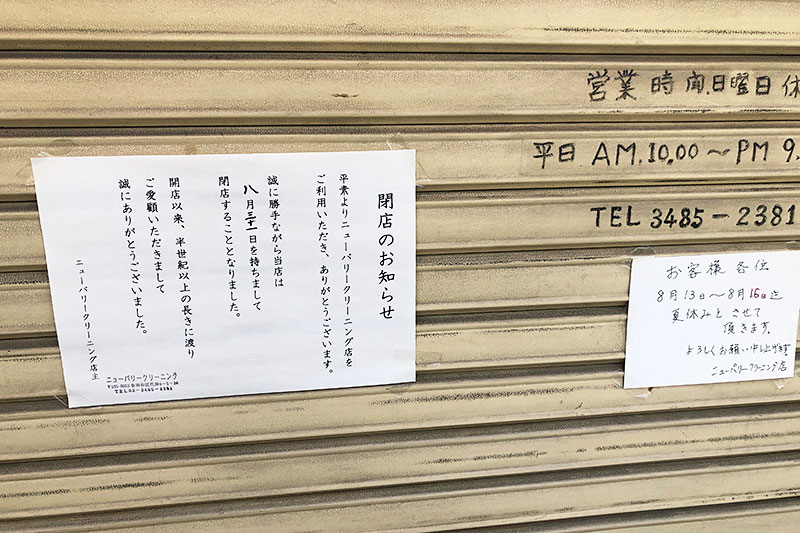 営業時間 日曜日 休
平日 AM.10.00～PM 9.
TEL 3485-2381
閉店のお知らせ
平素よりニューパリークリーニング店を
ご利用いただき、ありがとうございます。
誠に勝手ながら当店は
八月三十一日を持ちまして
閉店することとなりました。
開店以来、半世紀以上の長きに渡り
ご愛顧いただきまして
誠にありがとうございました。
ニューパリークリーニング店主
ニューパリークリーニング
TEL 03-3485-2381
お客様各位
8月13日～8月16日迄
夏休みとさせて
頂きます
よろしくお願い申し上げます
ニューパリークリーニング店